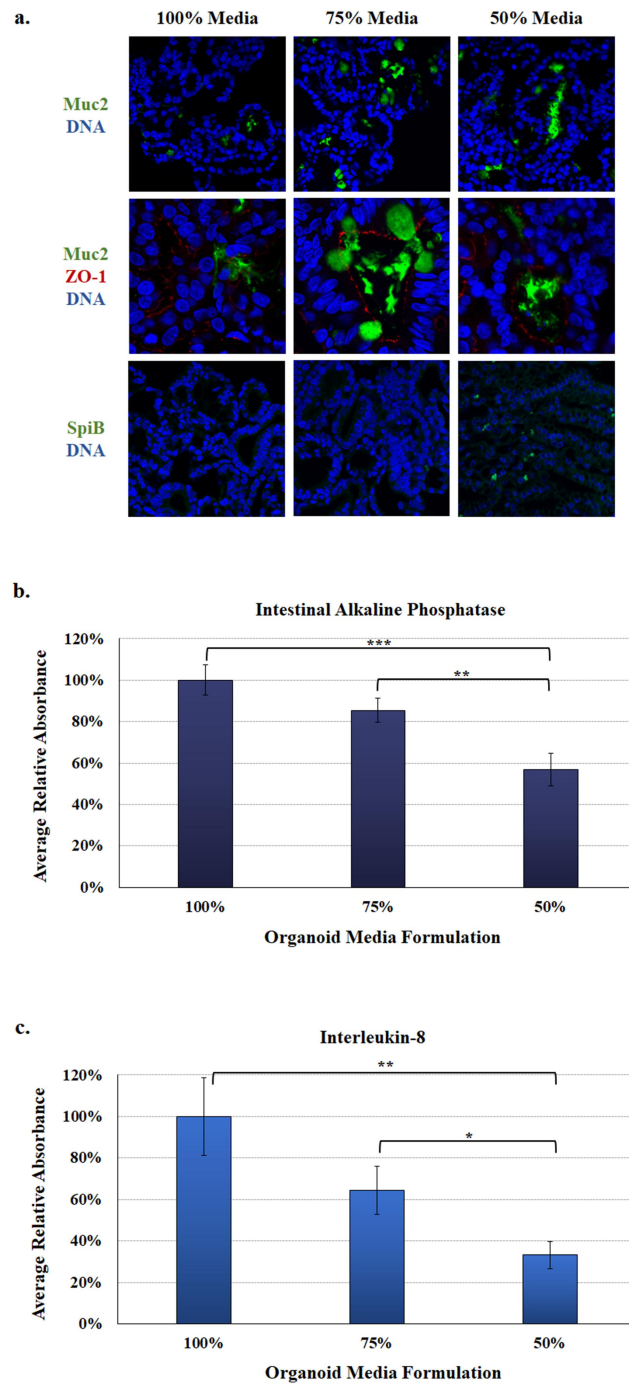 a.
100% Media
75% Media
50% Media
Muc2
DNA
Muc2
ZO-1
DNA
SpiB
DNA
b.
Intestinal Alkaline Phosphatase
Average Relative Absorbance
120%
100%
80%
60%
40%
20%
0%
***
**
100%
75%
50%
Organoid Media Formulation
c.
Interleukin-8
Average Relative Absorbance
120%
100%
80%
60%
40%
20%
0%
**
*
100%
75%
50%
Organoid Media Formulation